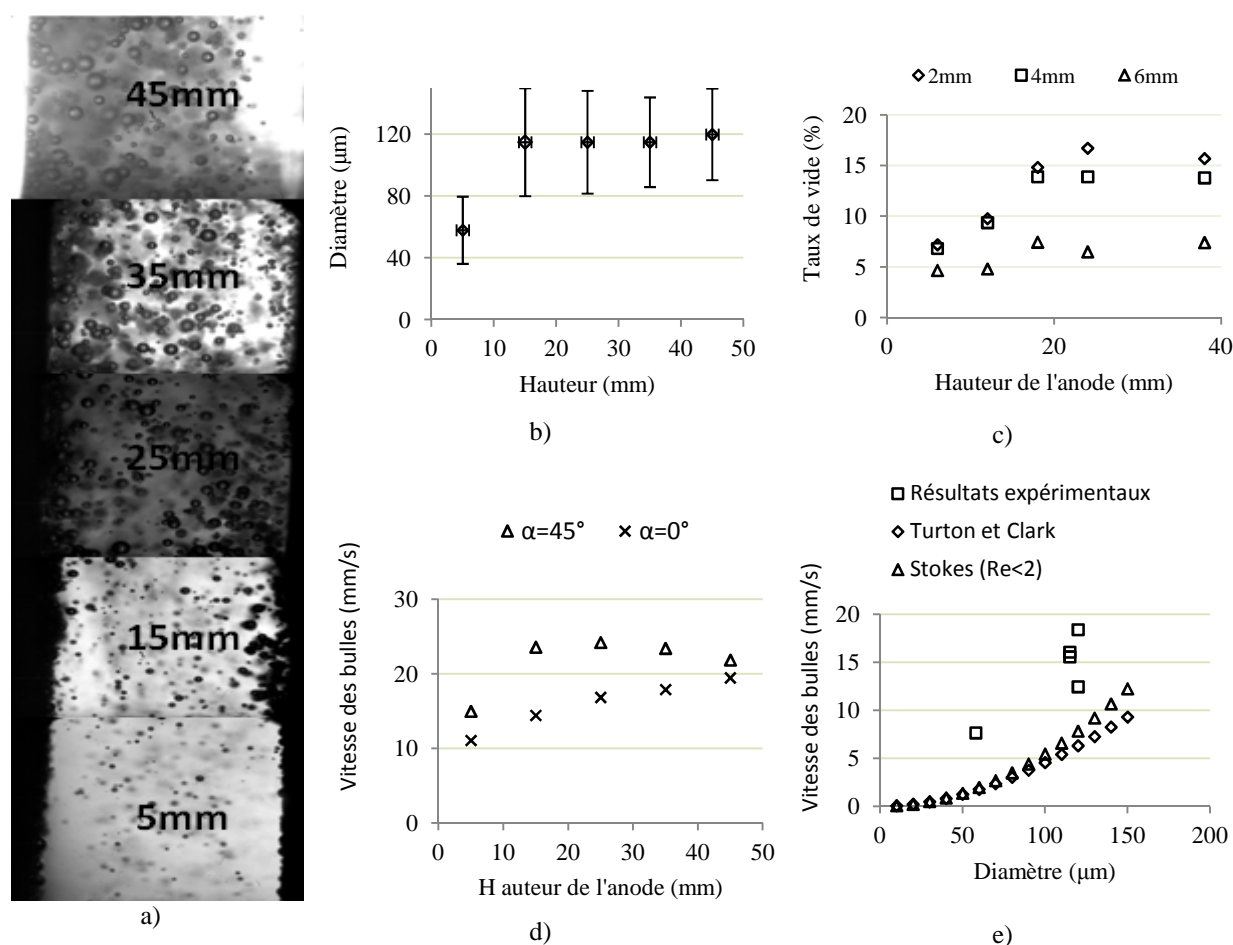 45mm
35mm
25mm
15mm
5mm
a)
Diamètre (μm)
120
80
40
0
0 10 20 30 40 50
Hauteur (mm)
b)
2mm 4mm 6mm
Taux de vide (%)
20
15
10
5
0
0 20 40
Hauteur de l'anode (mm)
c)
α=45° α=0°
Vitesse des bulles (mm/s)
30
20
10
0
0 10 20 30 40 50
H auteur de l'anode (mm)
d)
Résultats expérimentaux
Turton et Clark
Stokes (Re<2)
Vitesse des bulles (mm/s)
20
15
10
5
0
0 50 100 150 200
Diamètre (μm)
e)